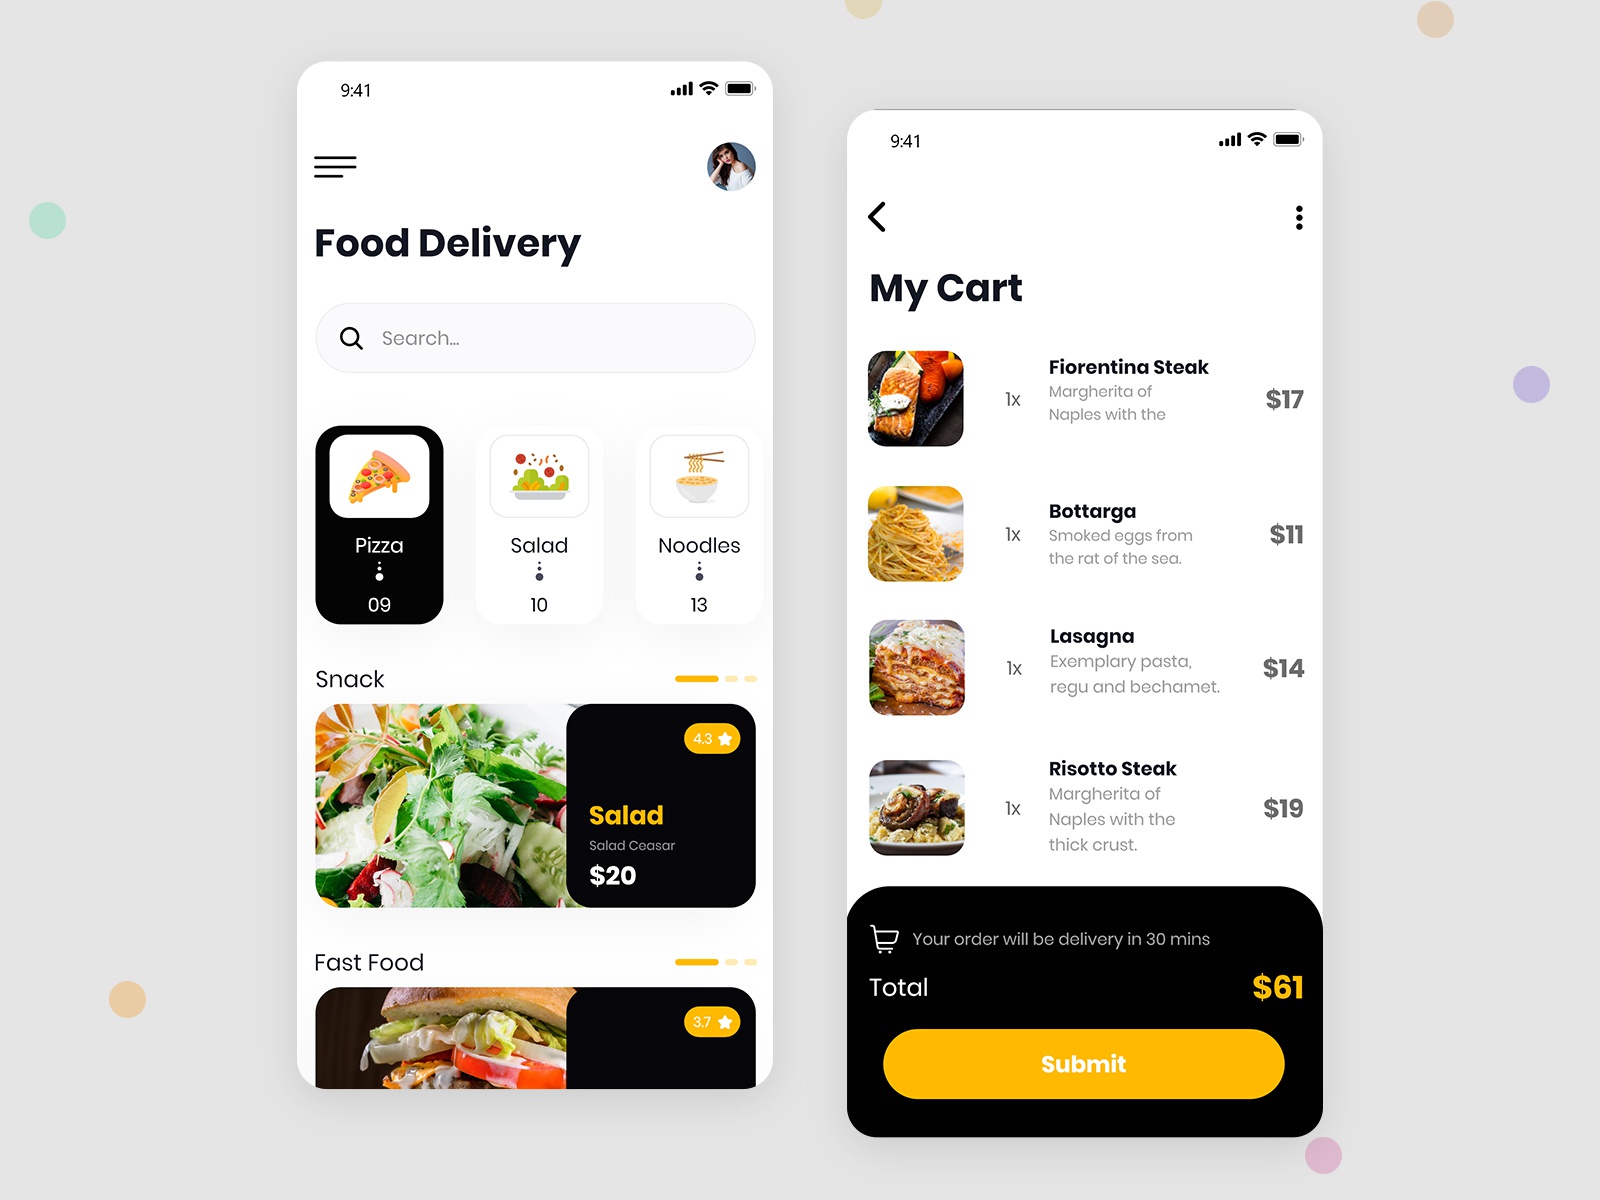 9:41
Food Delivery
Search...
Pizza
09
Salad
10
Noodles
13
Snack
4.3
Salad
Salad Ceasar
$20
Fast Food
3.7
9:41
My Cart
1x
Fiorentina Steak
Margherita of
Naples with the
$17
1x
Bottarga
Smoked eggs from
the rat of the sea.
$11
1x
Lasagna
Exemplary pasta,
regu and bechamet.
$14
1x
Risotto Steak
Margherita of
Naples with the
thick crust.
$19
Your order will be delivery in 30 mins
Total
$61
Submit